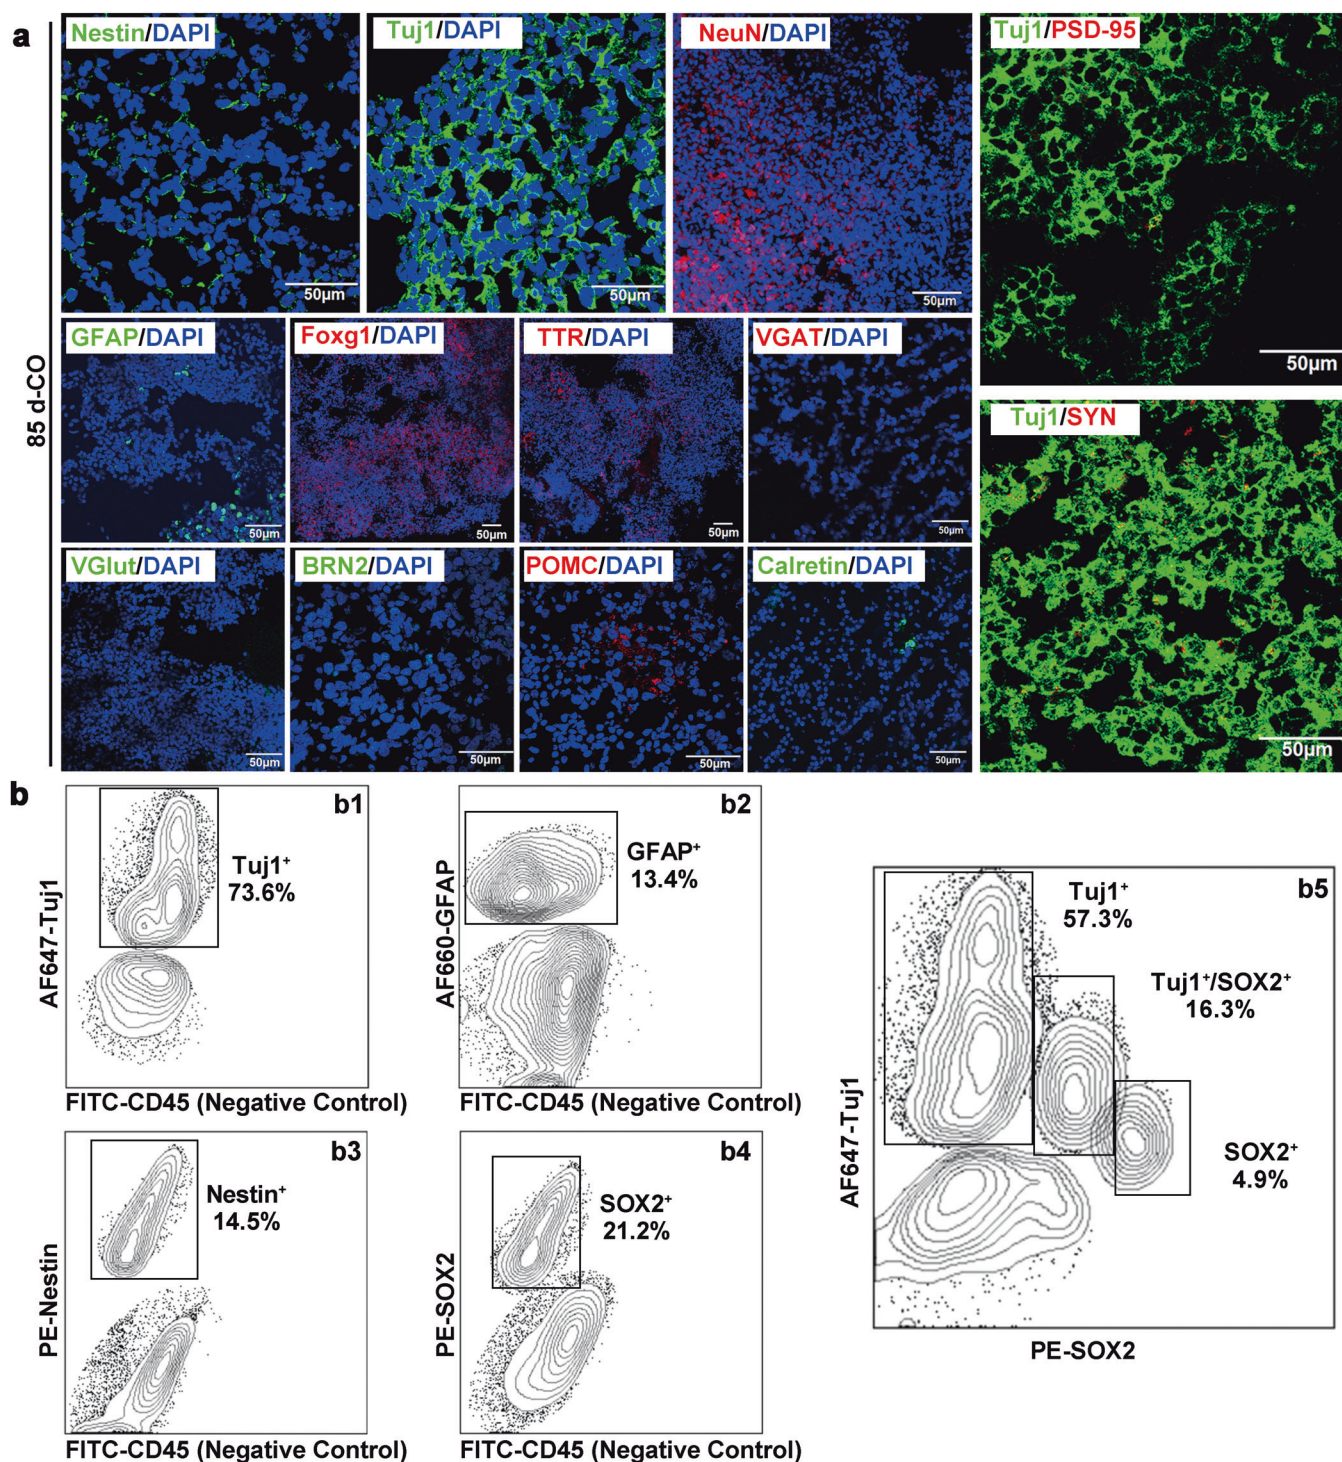 a
85 d-CO
Nestin/DAPI
50µm
Tuj1/DAPI
50µm
NeuN/DAPI
50µm
Tuj1/PSD-95
50µm
GFAP/DAPI
50µm
Foxg1/DAPI
50µm
TTR/DAPI
50µm
VGAT/DAPI
50µm
Tuj1/SYN
50µm
VGlut/DAPI
50µm
BRN2/DAPI
50µm
POMC/DAPI
50µm
Calretin/DAPI
50µm
b
b1
Tuj1⁺
73.6%
AF647-Tuj1
FITC-CD45 (Negative Control)
b2
GFAP⁺
13.4%
AF660-GFAP
FITC-CD45 (Negative Control)
b3
Nestin⁺
14.5%
PE-Nestin
FITC-CD45 (Negative Control)
b4
SOX2⁺
21.2%
PE-SOX2
FITC-CD45 (Negative Control)
b5
Tuj1⁺
57.3%
Tuj1⁺/SOX2⁺
16.3%
SOX2⁺
4.9%
AF647-Tuj1
PE-SOX2